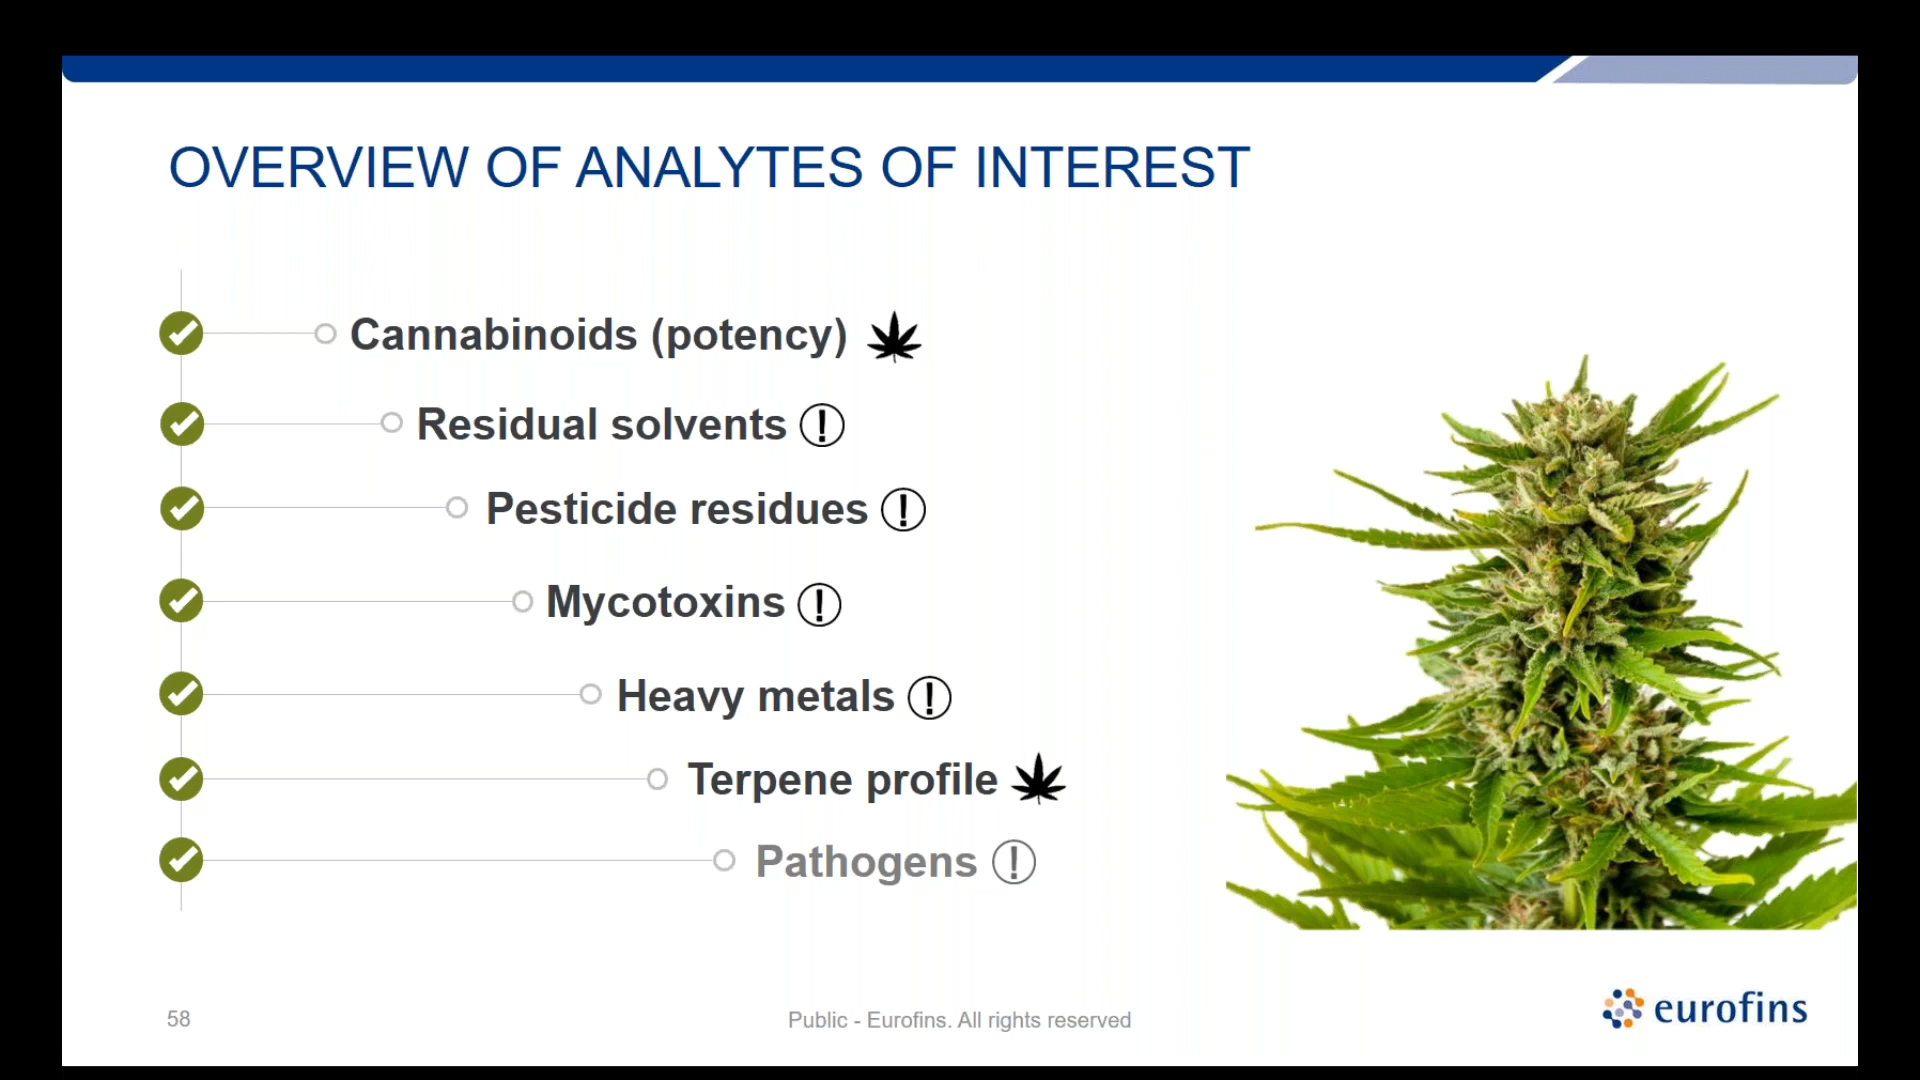 OVERVIEW OF ANALYTES OF INTEREST
Cannabinoids (potency)
Residual solvents
Pesticide residues
Mycotoxins
Heavy metals
Terpene profile
Pathogens
58
Public - Eurofins. All rights reserved
eurofins